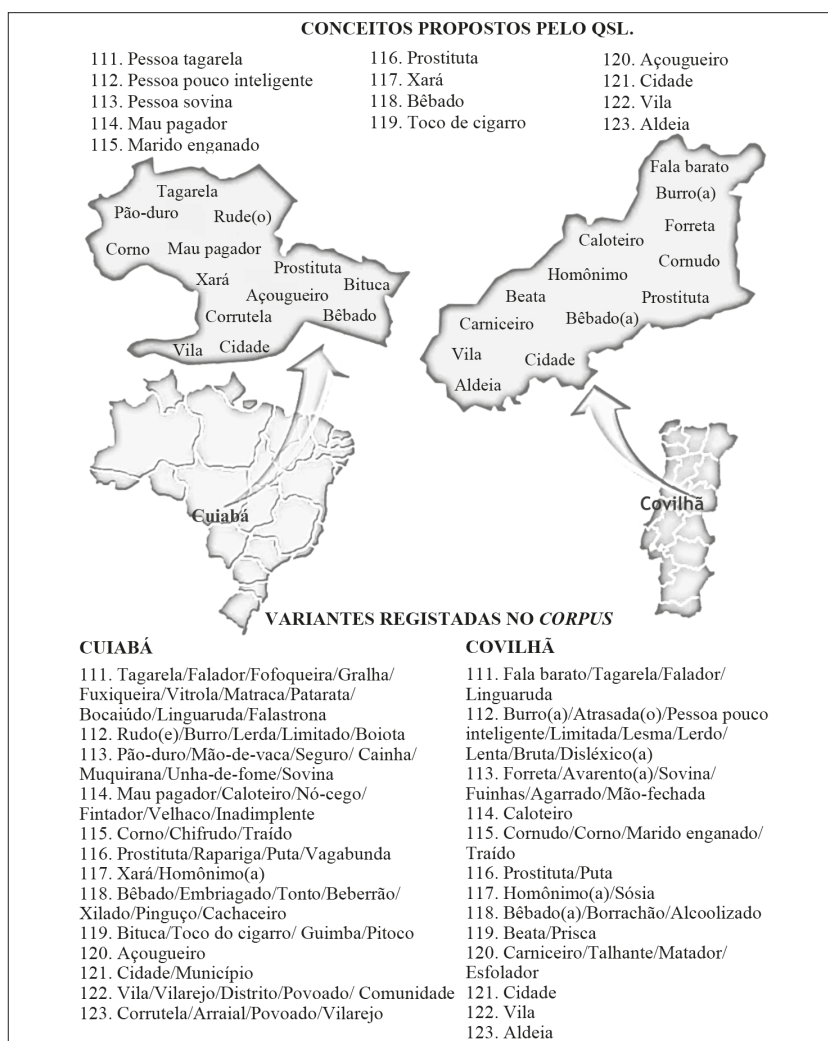 CONCEITOS PROPOSTOS PELO QSL.
111. Pessoa tagarela
112. Pessoa pouco inteligente
113. Pessoa sovina
114. Mau pagador
115. Marido enganado
116. Prostituta
117. Xará
118. Bêbado
119. Toco de cigarro
120. Açougueiro
121. Cidade
122. Vila
123. Aldeia
Tagarela
Pão-duro
Rude(o)
Corno
Mau pagador
Prostituta
Xará
Bituca
Açougueiro
Corrutela
Bêbado
Vila
Cidade
Fala barato
Burro(a)
Forreta
Caloteiro
Cornudo
Homônimo
Beata
Prostituta
Carniceiro
Bêbado(a)
Vila
Cidade
Aldeia
Cuiabá
Covilhã
VARIANTES REGISTADAS NO CORPUS
CUIABÁ
111. Tagarela/Falador/Fofoqueira/Gralha/
Fuxiqueira/Vitrola/Matraca/Patarata/
Bocaiúdo/Linguaruda/Falastrona
112. Rudo(e)/Burro/Lerda/Limitado/Boiota
113. Pão-duro/Mão-de-vaca/Seguro/ Cainha/
Muquirana/Unha-de-fome/Sovina
114. Mau pagador/Caloteiro/Nó-cego/
Fintador/Velhaco/Inadimplente
115. Corno/Chifrudo/Traído
116. Prostituta/Rapariga/Puta/Vagabunda
117. Xará/Homônimo(a)
118. Bêbado/Embriagado/Tonto/Beberrão/
Xilado/Pinguço/Cachaceiro
119. Bituca/Toco do cigarro/ Guimba/Pitoco
120. Açougueiro
121. Cidade/Município
122. Vila/Vilarejo/Distrito/Povoado/ Comunidade
123. Corrutela/Arraial/Povoado/Vilarejo
COVILHÃ
111. Fala barato/Tagarela/Falador/
Linguaruda
112. Burro(a)/Atrasada(o)/Pessoa pouco
inteligente/Limitada/Lesma/Lerdo/
Lenta/Bruta/Disléxico(a)
113. Forreta/Avarento(a)/Sovina/
Fuinhas/Agarrado/Mão-fechada
114. Caloteiro
115. Cornudo/Corno/Marido enganado/
Traído
116. Prostituta/Puta
117. Homônimo(a)/Sósia
118. Bêbado(a)/Borrachão/Alcoolizado
119. Beata/Prisca
120. Carniceiro/Talhante/Matador/
Esfolador
121. Cidade
122. Vila
123. Aldeia